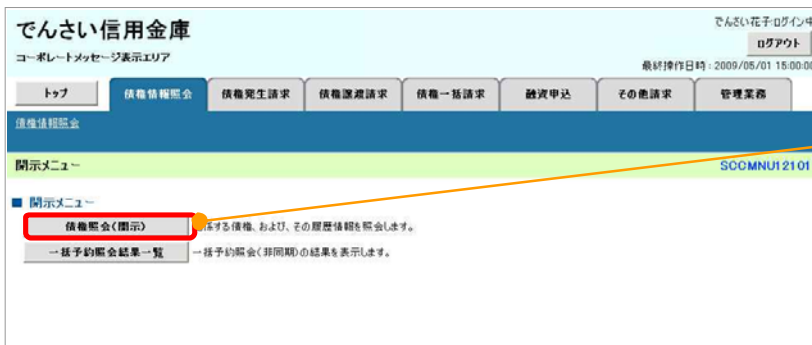 でんさい信用金庫
コーポレートメッセージ表示エリア
でんさい花子:ログイン中
ログアウト
最終操作日時:2009/05/01 15:00:00
トップ 債権情報照会 債権発生請求 債権譲渡請求 債権一括請求 融資申込 その他請求 管理業務
債権情報照会
開示メニュー SCCMNU12101
■ 開示メニュー
債権照会(開示) 係する債権、および、その履歴情報を照会します。
一括予約照会結果一覧 一括予約照会(非同期)の結果を表示します。